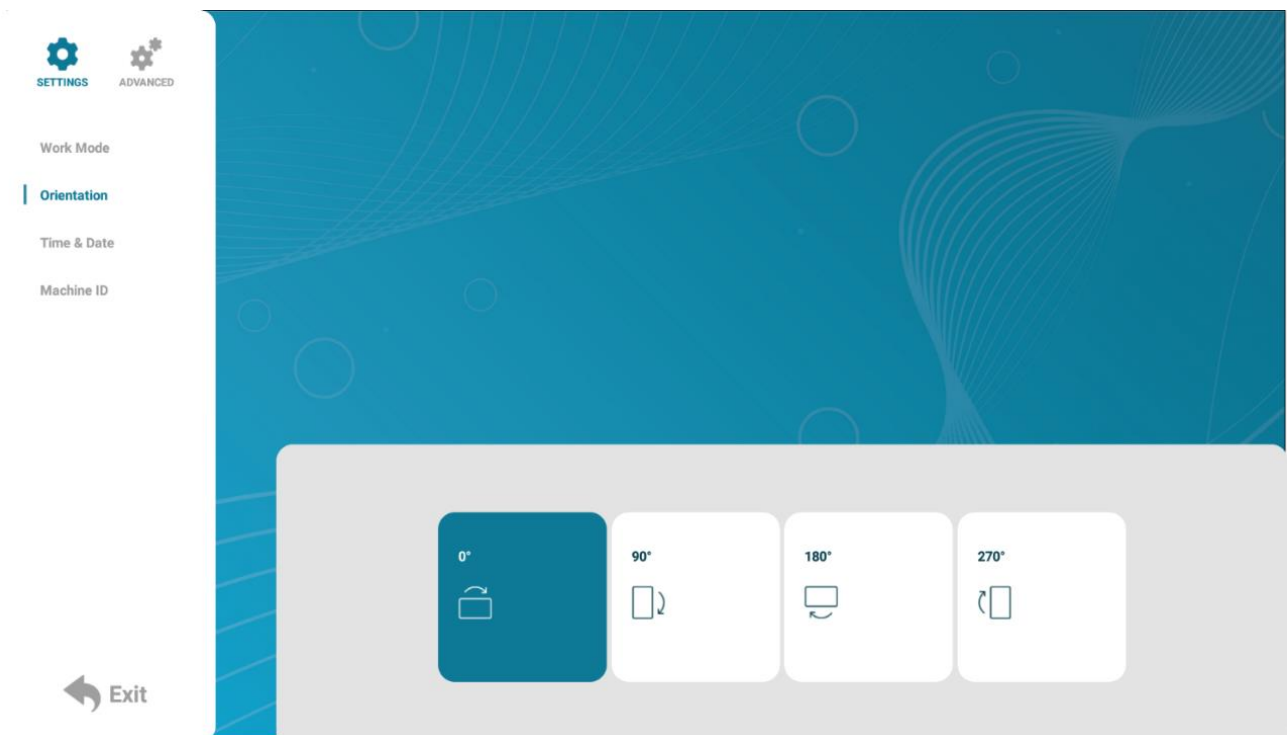 SETTINGS ADVANCED
Work Mode
Orientation
Time & Date
Machine ID
0° 90° 180° 270°
Exit